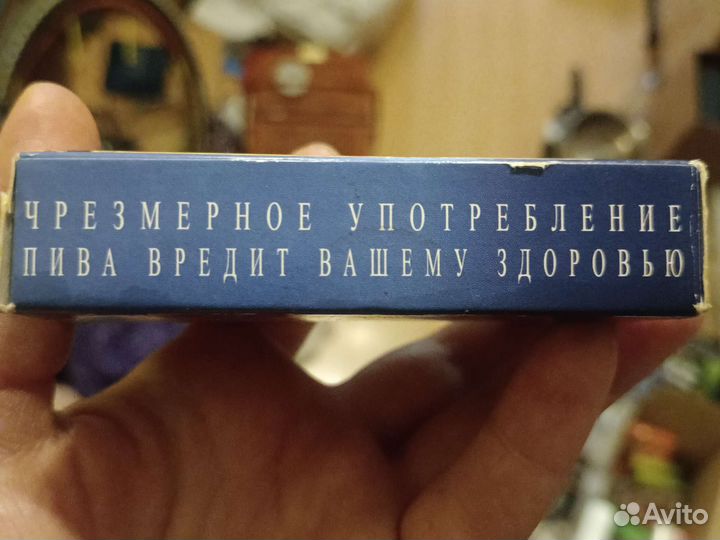 ЧРЕЗМЕРНОЕ УПОТРЕБЛЕНИЕ
ПИВА ВРЕДИТ ВАШЕМУ ЗДОРОВЬЮ
Avito